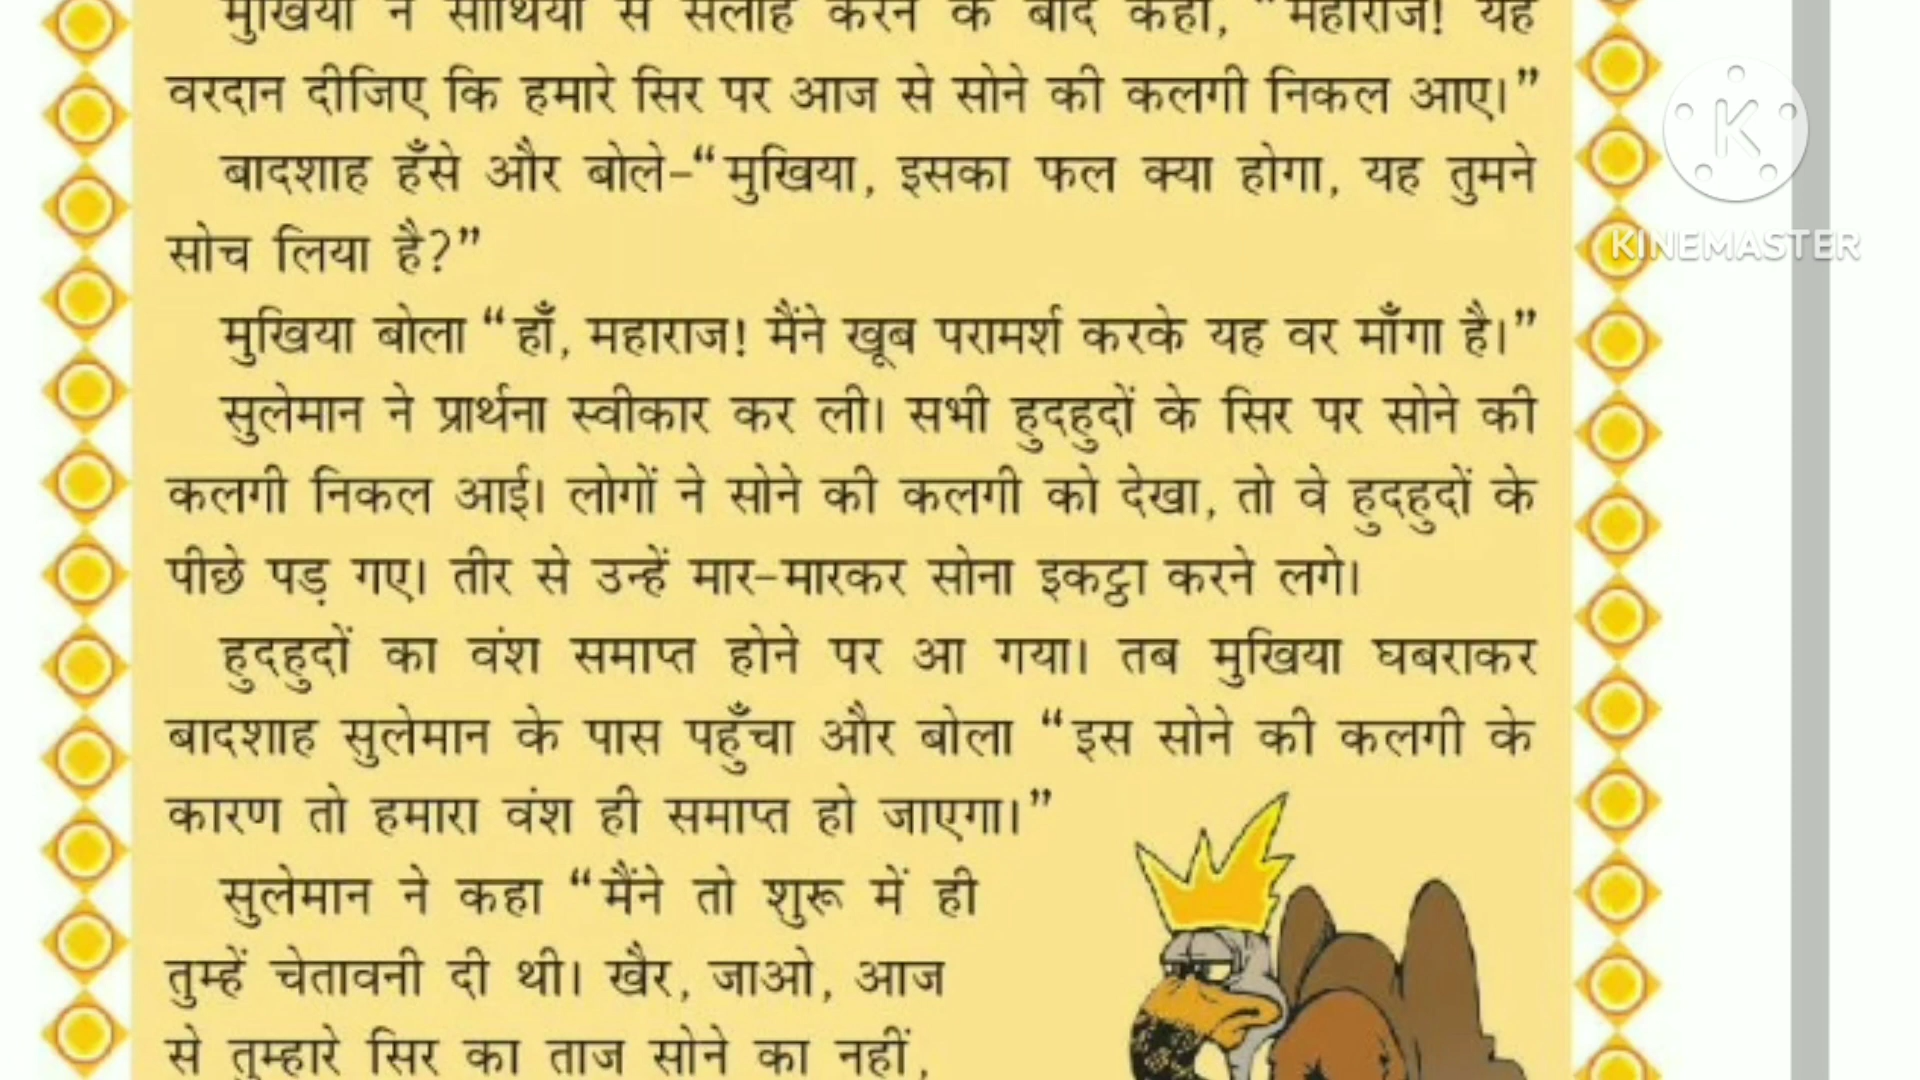 मुखिया ने साथियों से सलाह करने के बाद कहा, “महाराज! यह
वरदान दीजिए कि हमारे सिर पर आज से सोने की कलगी निकल आए।”
बादशाह हँसे और बोले-“मुखिया, इसका फल क्या होगा, यह तुमने
सोच लिया है?”
मुखिया बोला “हाँ, महाराज! मैंने खूब परामर्श करके यह वर माँगा है।”
सुलेमान ने प्रार्थना स्वीकार कर ली। सभी हुदहुदों के सिर पर सोने की
कलगी निकल आई। लोगों ने सोने की कलगी को देखा, तो वे हुदहुदों के
पीछे पड़ गए। तीर से उन्हें मार-मारकर सोना इकट्ठा करने लगे।
हुदहुदों का वंश समाप्त होने पर आ गया। तब मुखिया घबराकर
बादशाह सुलेमान के पास पहुँचा और बोला “इस सोने की कलगी के
कारण तो हमारा वंश ही समाप्त हो जाएगा।”
सुलेमान ने कहा “मैंने तो शुरू में ही
तुम्हें चेतावनी दी थी। खैर, जाओ, आज
से तुम्हारे सिर का ताज सोने का नहीं,
K
KINEMASTER